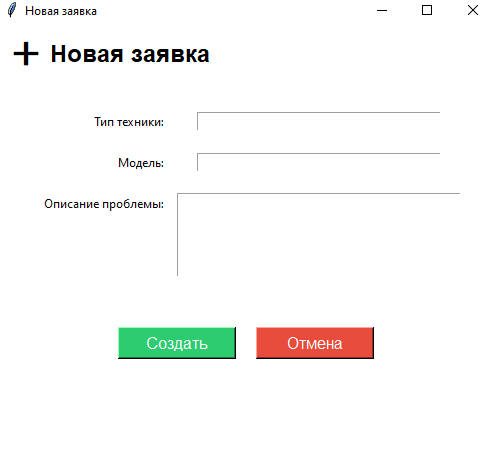 Новая заявка
➕ Новая заявка
Тип техники:
Модель:
Описание проблемы:
Создать Отмена